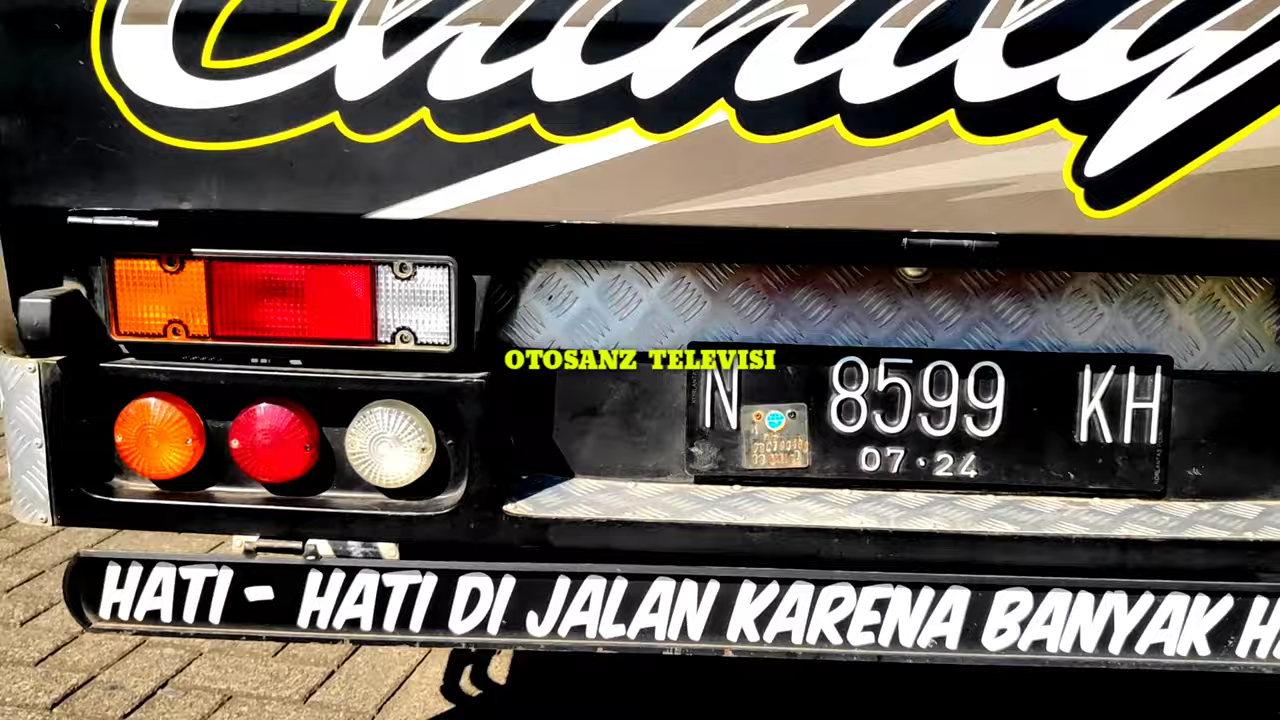 OTOSANZ TELEVISI
N 8599 KH
07·24
HATI - HATI DI JALAN KARENA BANYAK